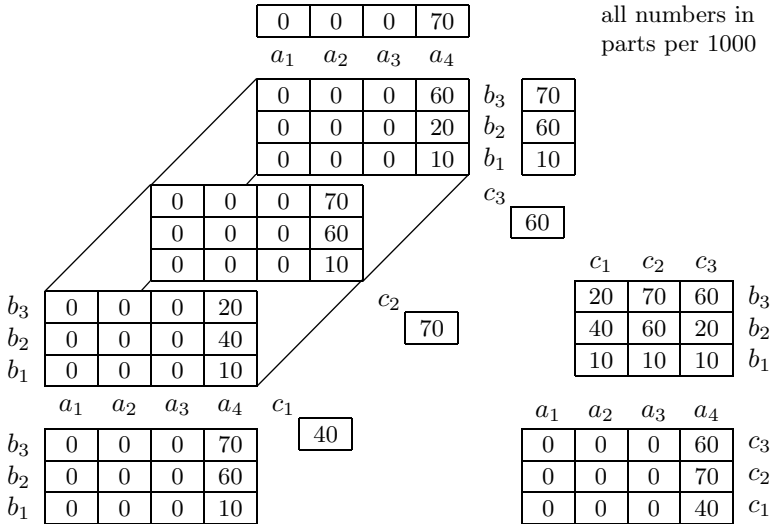 0 0 0 70
all numbers in
parts per 1000
a1 a2 a3 a4
0 0 0 60 b3 70
0 0 0 20 b2 60
0 0 0 10 b1 10
c3
60
0 0 0 70
0 0 0 60
0 0 0 10
c2
70
c1 c2 c3
20 70 60 b3
40 60 20 b2
10 10 10 b1
b3 0 0 0 20
b2 0 0 0 40
b1 0 0 0 10
a1 a2 a3 a4 c1
40
b3 0 0 0 70
b2 0 0 0 60
b1 0 0 0 10
a1 a2 a3 a4
0 0 0 60 c3
0 0 0 70 c2
0 0 0 40 c1